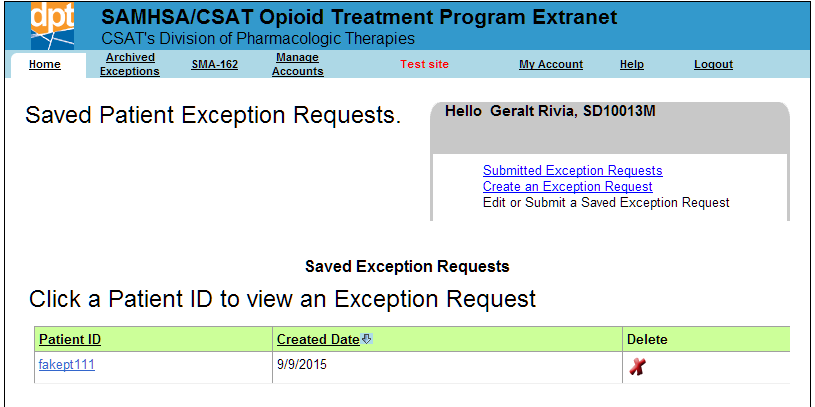 dpt
SAMHSA/CSAT Opioid Treatment Program Extranet
CSAT's Division of Pharmacologic Therapies
Home Archived Exceptions SMA-162 Manage Accounts Test site My Account Help Logout
Saved Patient Exception Requests.
Hello Geralt Rivia, SD10013M
Submitted Exception Requests
Create an Exception Request
Edit or Submit a Saved Exception Request
Saved Exception Requests
Click a Patient ID to view an Exception Request
Patient ID Created Date Delete
fakept111 9/9/2015